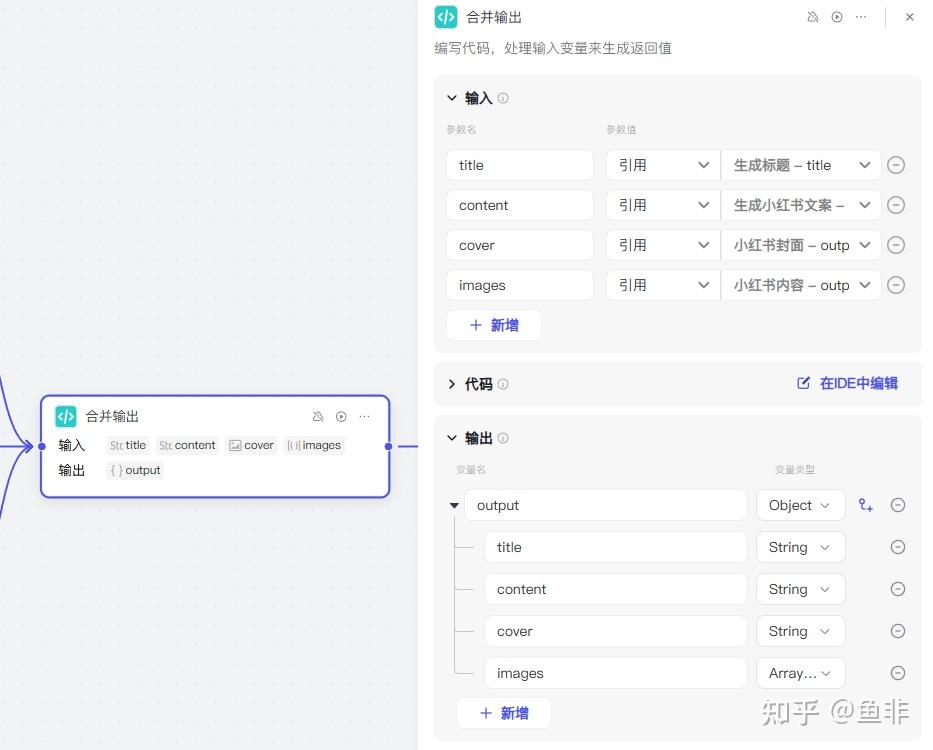 合并输出
编写代码，处理输入变量来生成返回值
输入
参数名 参数值
title 引用 生成标题 – title
content 引用 生成小红书文案 –
cover 引用 小红书封面 – outp
images 引用 小红书内容 – outp
+ 新增
代码 在IDE中编辑
输出
变量名 变量类型
output Object
title String
content String
cover String
images Array...
+ 新增
合并输出
输入 Str. title Str. content cover [()] images
输出 { } output
知乎 @鱼非